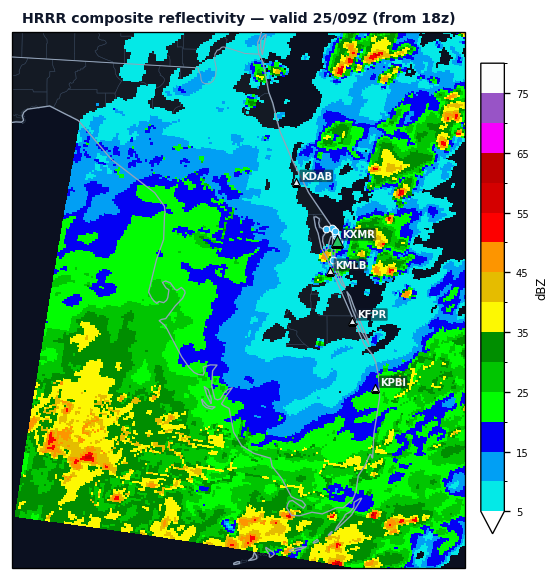 HRRR composite reflectivity — valid 25/09Z (from 18z)
KDAB
KXMR
KMLB
KFPR
KPBI
75
65
55
45
35
25
15
5
dBZ